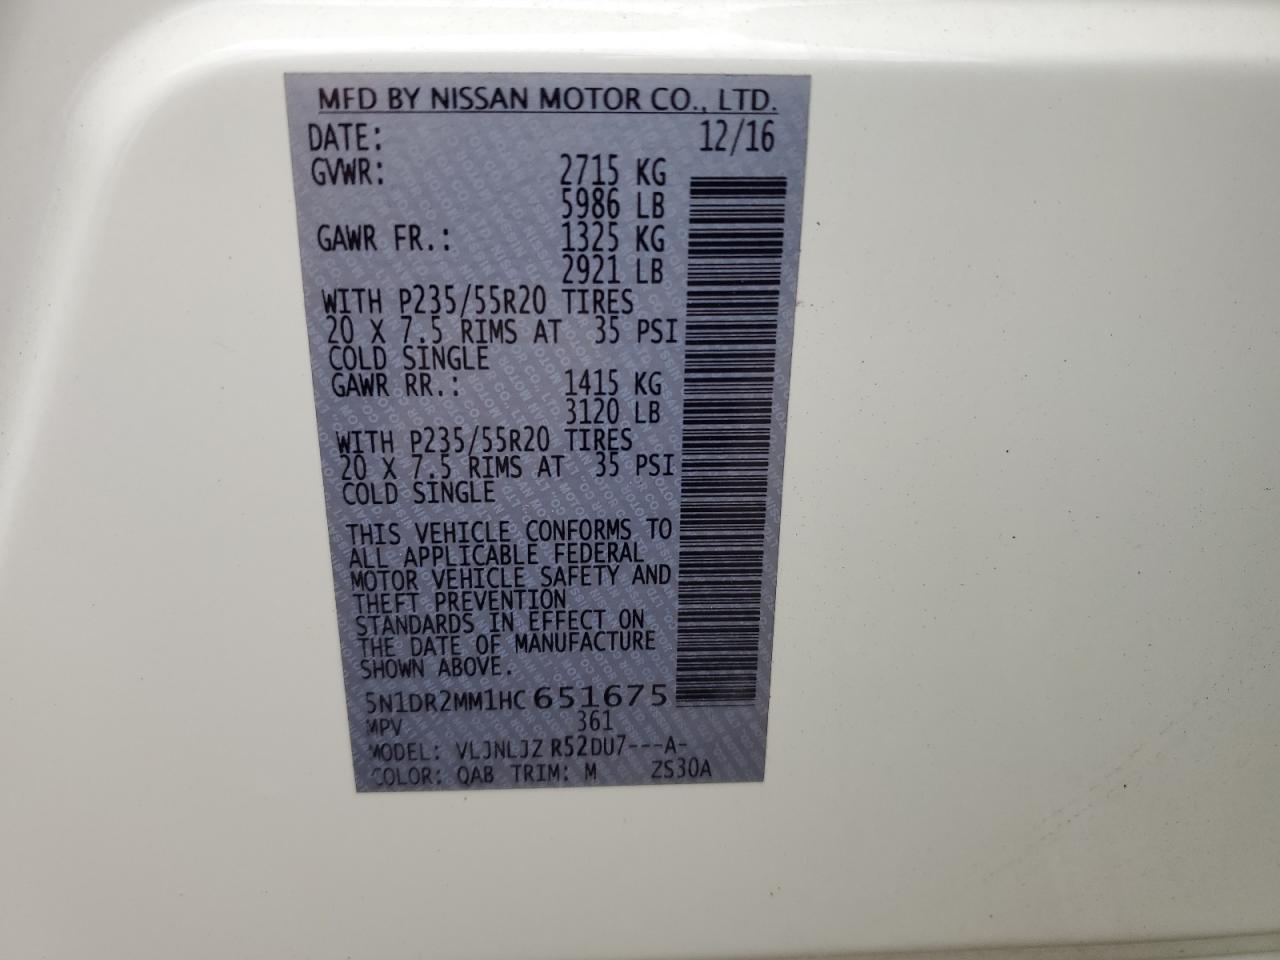 MFD BY NISSAN MOTOR CO., LTD.
DATE: 12/16
GVWR: 2715 KG
5986 LB
GAWR FR.: 1325 KG
2921 LB
WITH P235/55R20 TIRES
20 X 7.5 RIMS AT 35 PSI
COLD SINGLE
GAWR RR.: 1415 KG
3120 LB
WITH P235/55R20 TIRES
20 X 7.5 RIMS AT 35 PSI
COLD SINGLE
THIS VEHICLE CONFORMS TO
ALL APPLICABLE FEDERAL
MOTOR VEHICLE SAFETY AND
THEFT PREVENTION
STANDARDS IN EFFECT ON
THE DATE OF MANUFACTURE
SHOWN ABOVE.
5N1DR2MM1HC651675
MPV 361
MODEL: VLJNLJZ R52DU7---A-
COLOR: QAB TRIM: M ZS30A